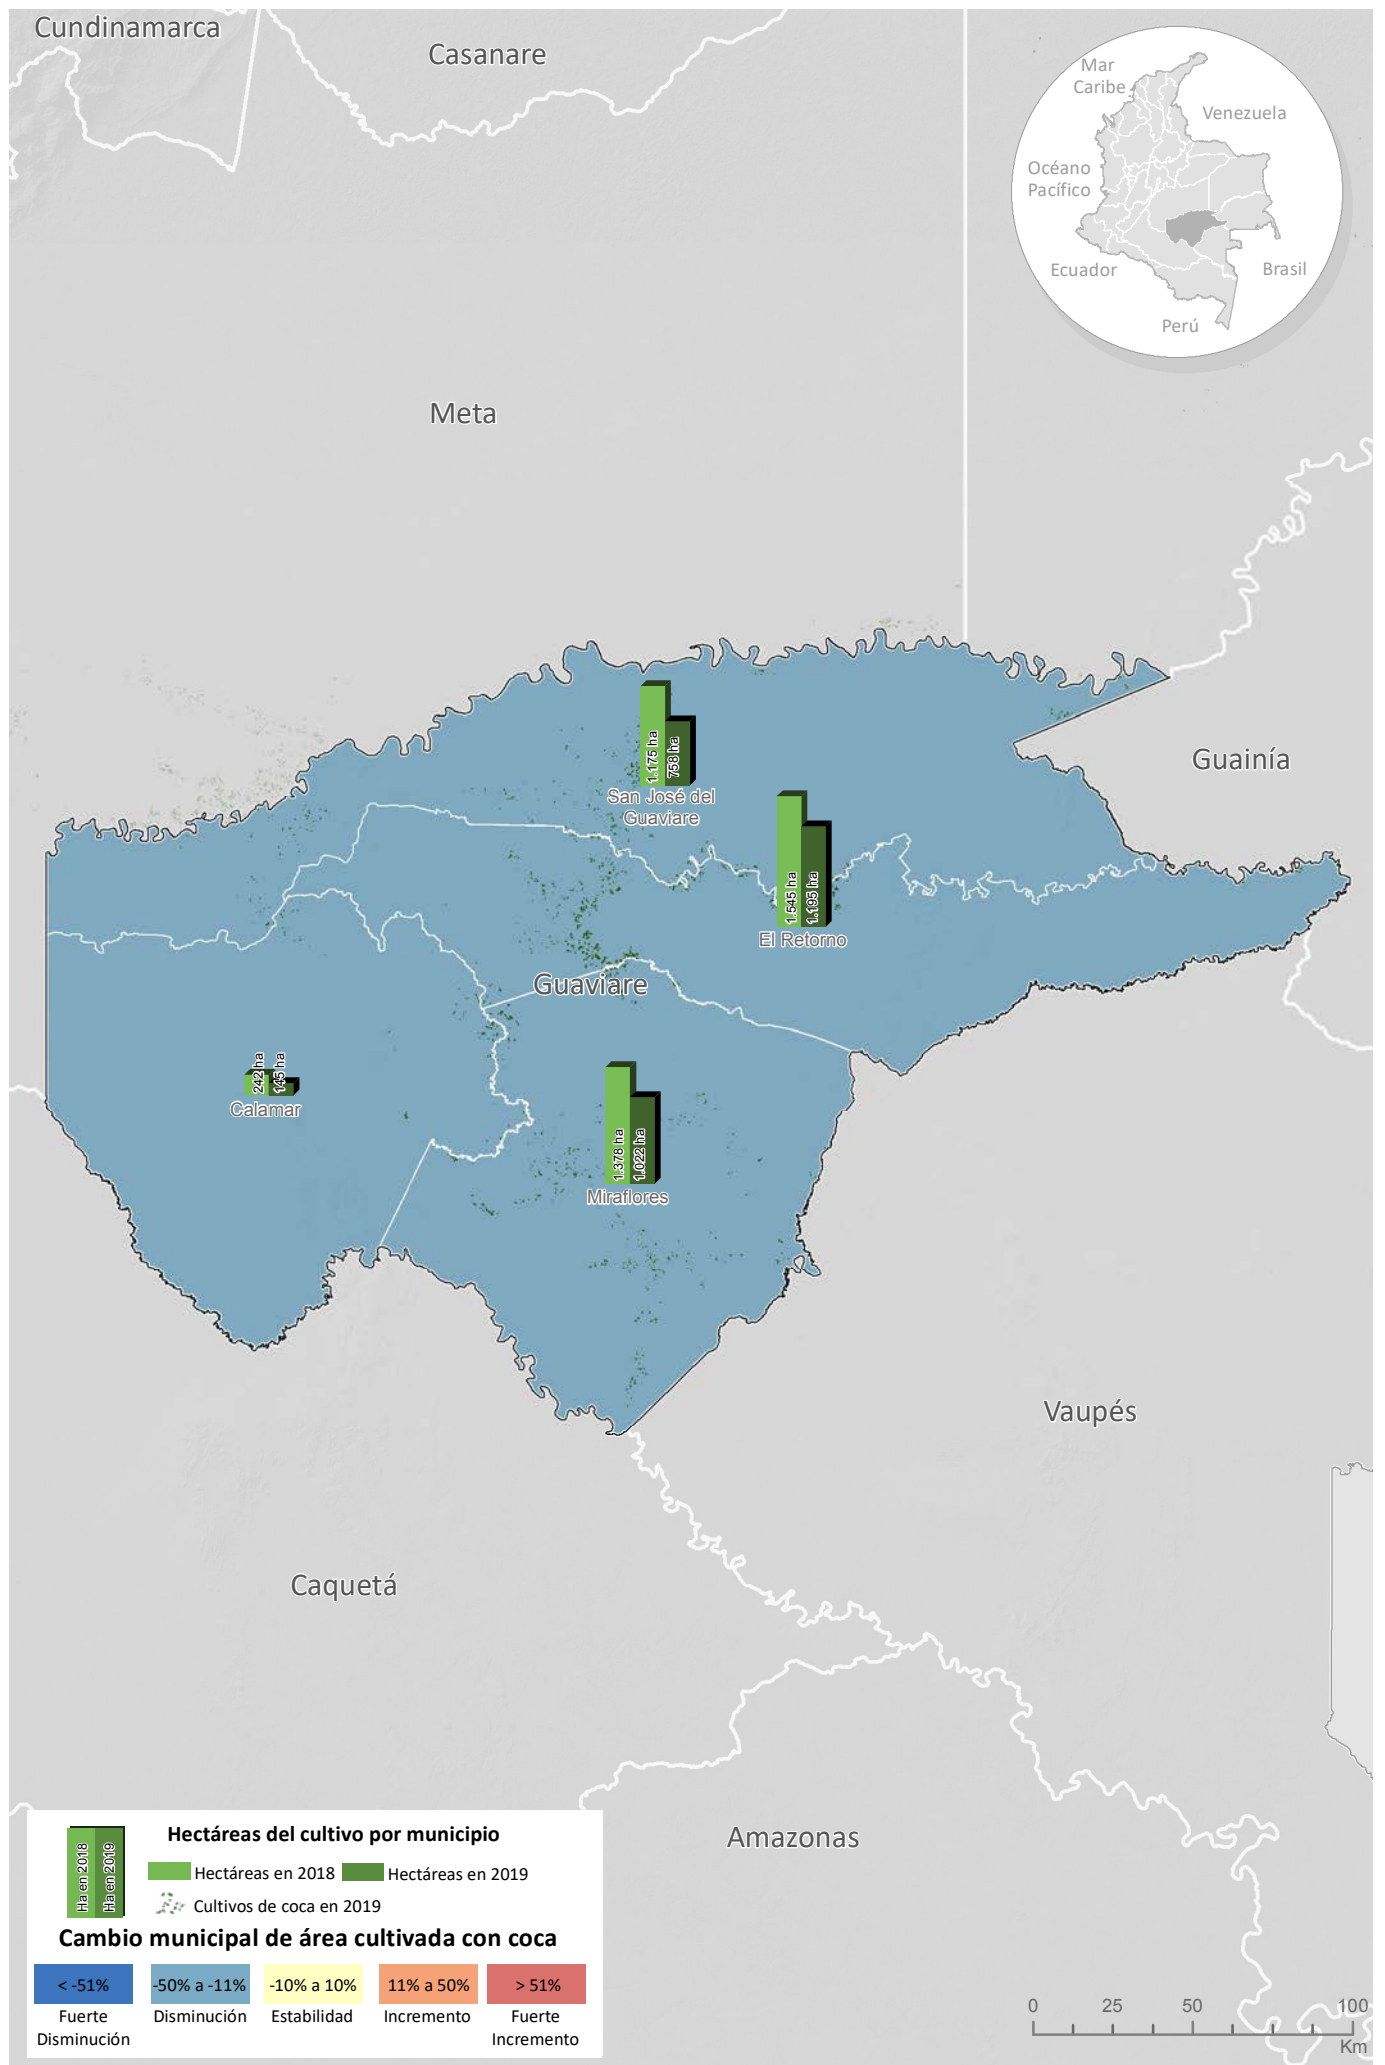 Cundinamarca
Casanare
Mar
Caribe
Venezuela
Océano
Pacífico
Ecuador
Brasil
Perú
Meta
Guainía
1.175 ha
758 ha
San José del
Guaviare
1.545 ha
1.195 ha
El Retorno
Guaviare
242 ha
145 ha
Calamar
1.378 ha
1.022 ha
Miraflores
Vaupés
Caquetá
Amazonas
Ha en 2018
Ha en 2019
Hectáreas del cultivo por municipio
Hectáreas en 2018
Hectáreas en 2019
Cultivos de coca en 2019
Cambio municipal de área cultivada con coca
< -51%
-50% a -11%
-10% a 10%
11% a 50%
> 51%
Fuerte
Disminución
Disminución
Estabilidad
Incremento
Fuerte
Incremento
0
25
50
100
Km